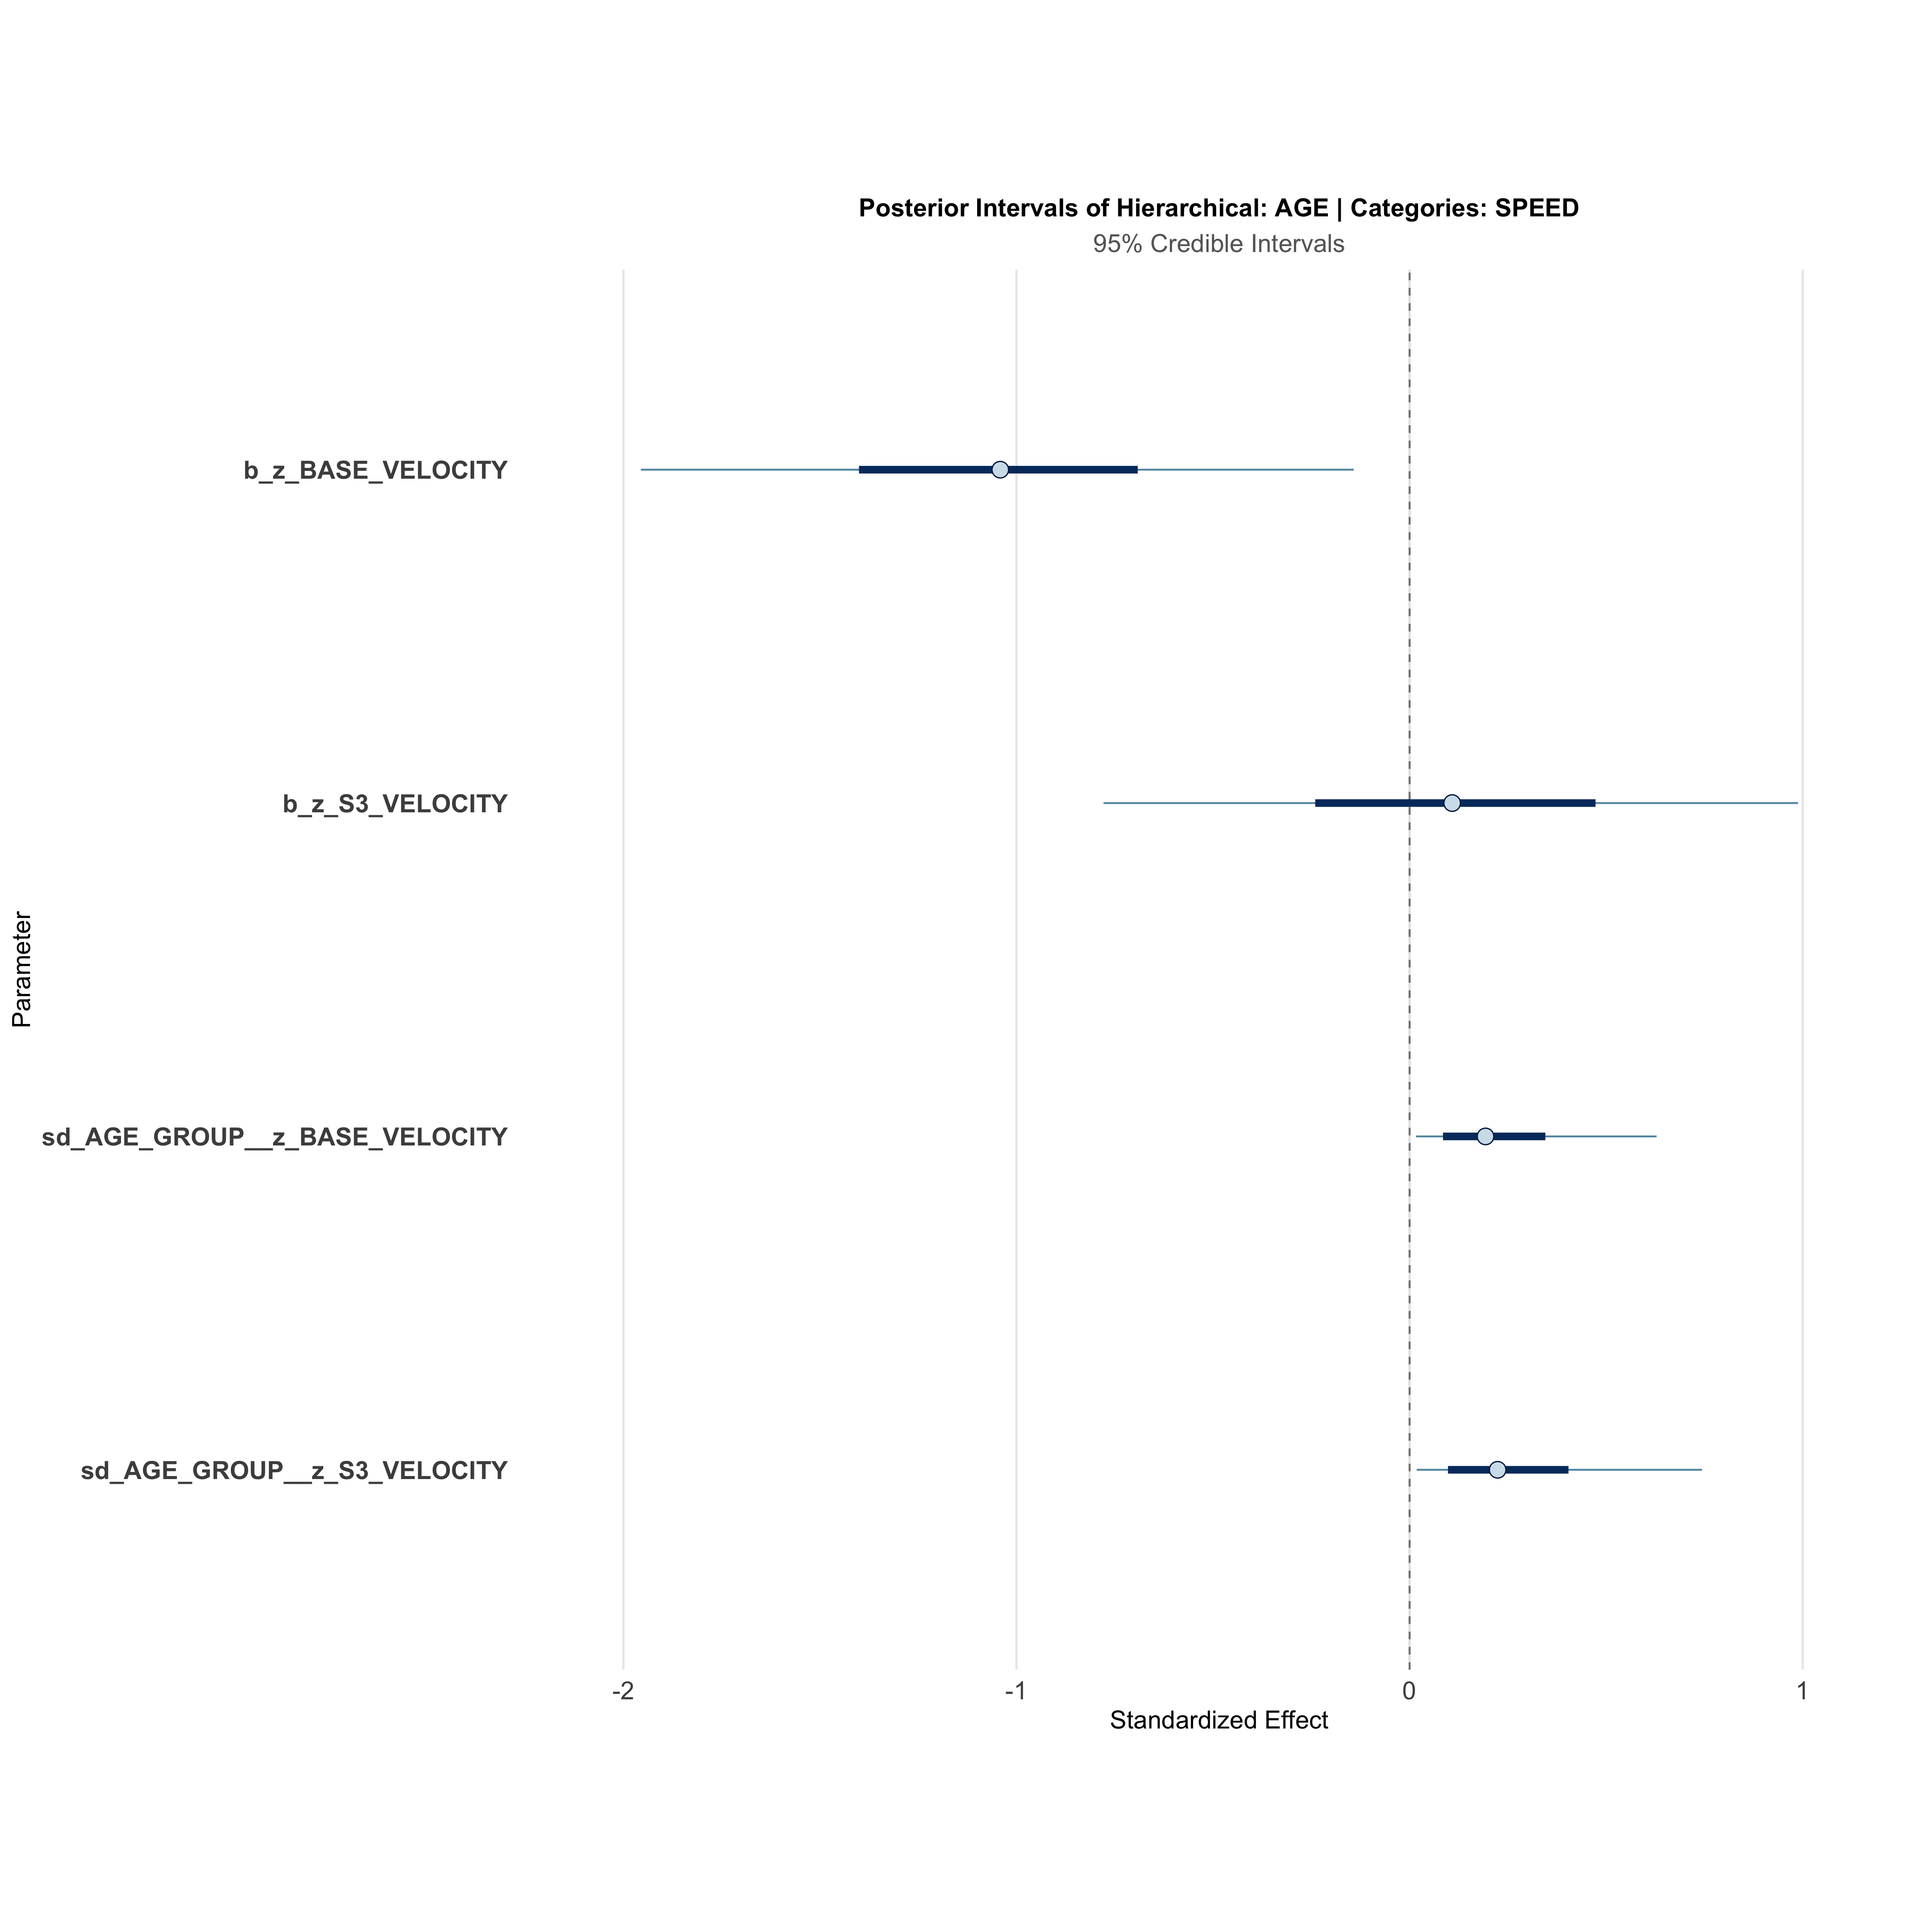 Posterior Intervals of Hierarchical: AGE | Categories: SPEED
95% Credible Intervals
Parameter
b_z_BASE_VELOCITY
b_z_S3_VELOCITY
sd_AGE_GROUP__z_BASE_VELOCITY
sd_AGE_GROUP__z_S3_VELOCITY
-2 -1 0 1
Standardized Effect